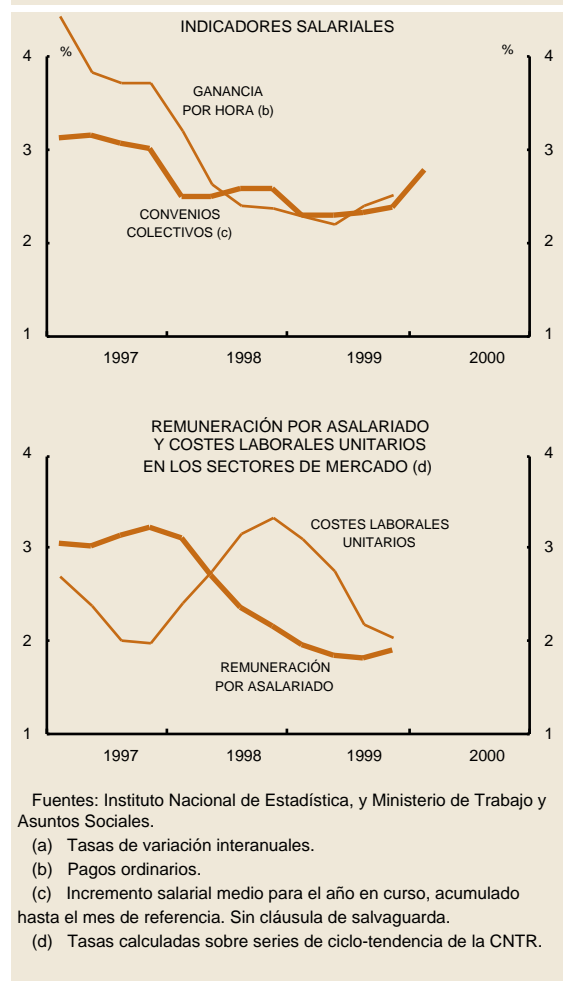 INDICADORES SALARIALES
4 % % 4
GANANCIA
POR HORA (b)
3 3
CONVENIOS
COLECTIVOS (c)
2 2
1 1
1997 1998 1999 2000
REMUNERACIÓN POR ASALARIADO
Y COSTES LABORALES UNITARIOS
EN LOS SECTORES DE MERCADO (d)
4 4
COSTES LABORALES
UNITARIOS
3 3
2 2
REMUNERACIÓN
POR ASALARIADO
1 1
1997 1998 1999 2000
Fuentes: Instituto Nacional de Estadística, y Ministerio de Trabajo y
Asuntos Sociales.
(a) Tasas de variación interanuales.
(b) Pagos ordinarios.
(c) Incremento salarial medio para el año en curso, acumulado
hasta el mes de referencia. Sin cláusula de salvaguarda.
(d) Tasas calculadas sobre series de ciclo-tendencia de la CNTR.